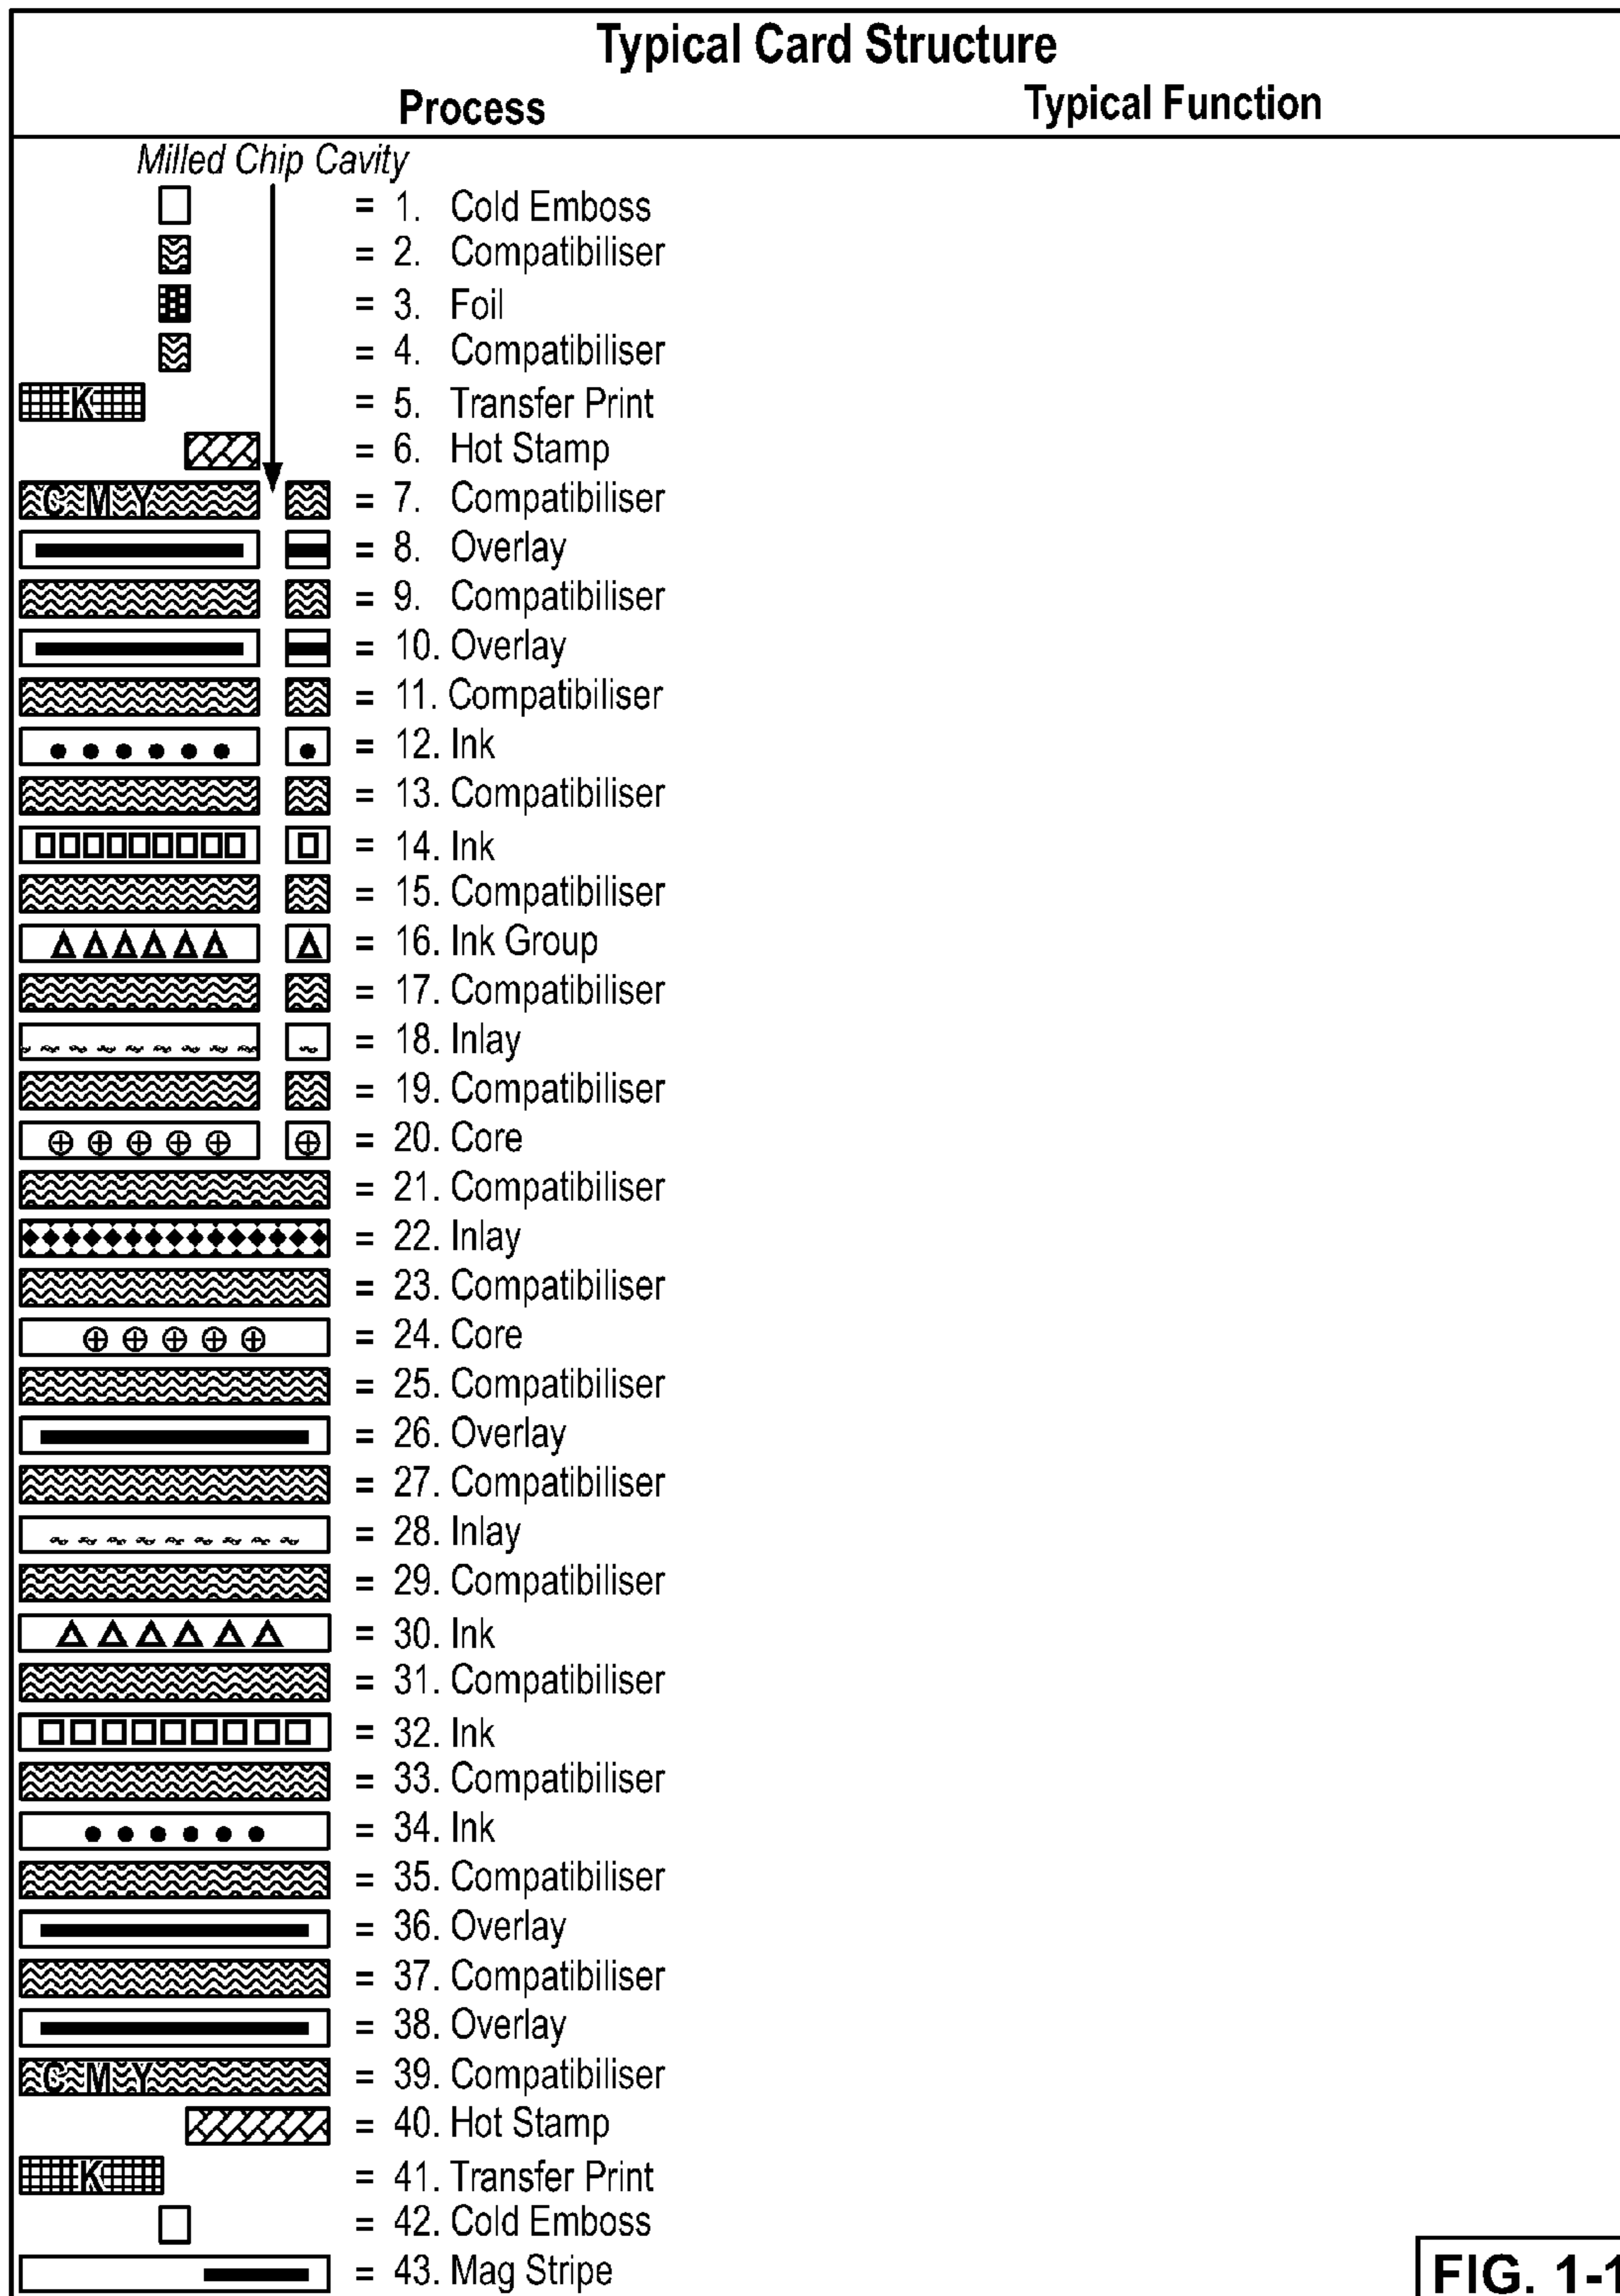 Typical Card Structure
Process Typical Function
Milled Chip Cavity
= 1. Cold Emboss
= 2. Compatibiliser
= 3. Foil
= 4. Compatibiliser
K = 5. Transfer Print
= 6. Hot Stamp
C M Y = 7. Compatibiliser
= 8. Overlay
= 9. Compatibiliser
= 10. Overlay
= 11. Compatibiliser
= 12. Ink
= 13. Compatibiliser
= 14. Ink
= 15. Compatibiliser
= 16. Ink Group
= 17. Compatibiliser
= 18. Inlay
= 19. Compatibiliser
= 20. Core
= 21. Compatibiliser
= 22. Inlay
= 23. Compatibiliser
= 24. Core
= 25. Compatibiliser
= 26. Overlay
= 27. Compatibiliser
= 28. Inlay
= 29. Compatibiliser
= 30. Ink
= 31. Compatibiliser
= 32. Ink
= 33. Compatibiliser
= 34. Ink
= 35. Compatibiliser
= 36. Overlay
= 37. Compatibiliser
= 38. Overlay
C M Y = 39. Compatibiliser
= 40. Hot Stamp
K = 41. Transfer Print
= 42. Cold Emboss
= 43. Mag Stripe
FIG. 1-1